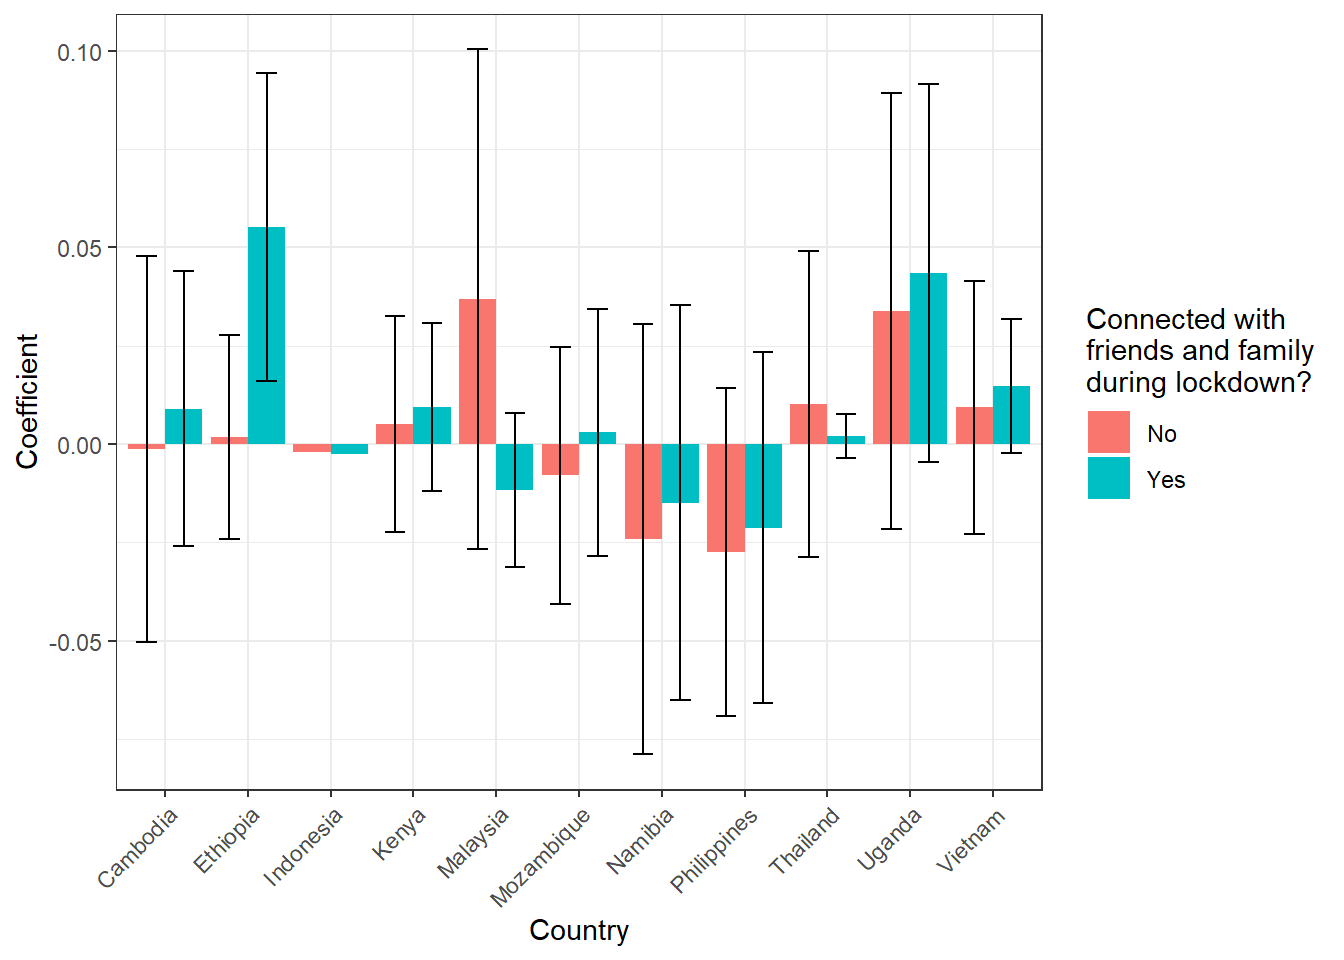 0.10
0.05
0.00
-0.05
Coefficient
Cambodia
Ethiopia
Indonesia
Kenya
Malaysia
Mozambique
Namibia
Philippines
Thailand
Uganda
Vietnam
Country
Connected with
friends and family
during lockdown?
No
Yes